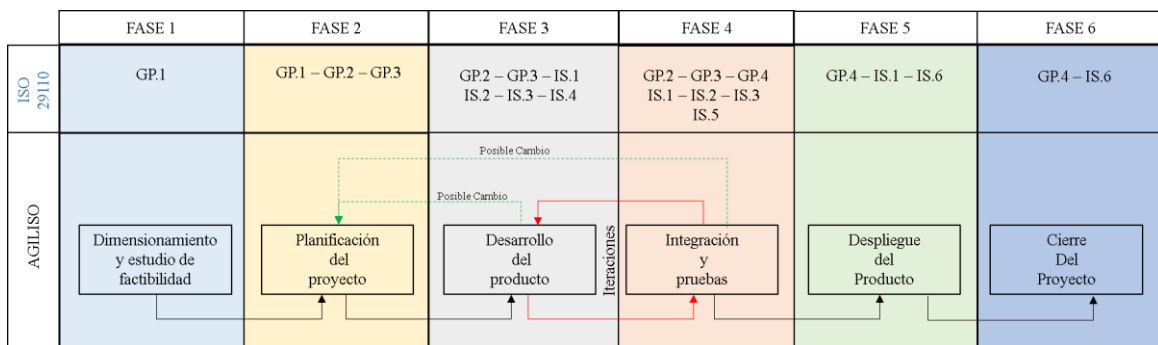 FASE 1
FASE 2
FASE 3
FASE 4
FASE 5
FASE 6
ISO
29110
GP.1
GP.1 – GP.2 – GP.3
GP.2 – GP.3 – IS.1
IS.2 – IS.3 – IS.4
GP.2 – GP.3 – GP.4
IS.1 – IS.2 – IS.3
IS.5
GP.4 – IS.1 – IS.6
GP.4 – IS.6
AGILISO
Posible Cambio
Posible Cambio
Dimensionamiento
y estudio de
factibilidad
Planificación
del
proyecto
Desarrollo
del
producto
Iteraciones
Integración
y
pruebas
Despliegue
del
Producto
Cierre
Del
Proyecto